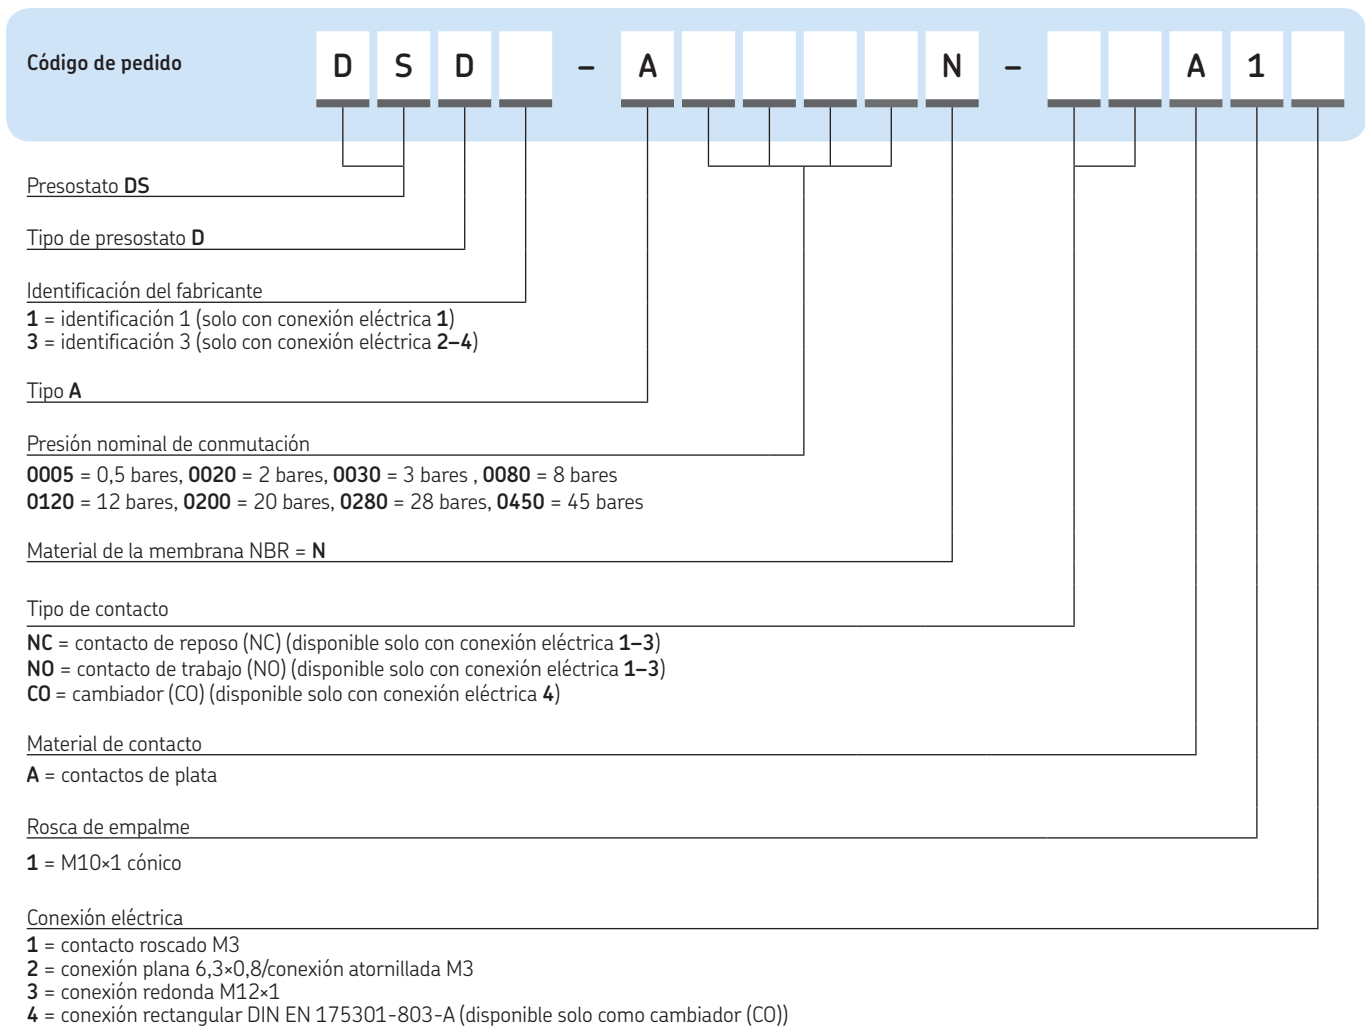 Código de pedido D S D – A N – A 1
Presostato DS
Tipo de presostato D
Identificación del fabricante
1 = identificación 1 (solo con conexión eléctrica 1)
3 = identificación 3 (solo con conexión eléctrica 2–4)
Tipo A
Presión nominal de conmutación
0005 = 0,5 bares, 0020 = 2 bares, 0030 = 3 bares , 0080 = 8 bares
0120 = 12 bares, 0200 = 20 bares, 0280 = 28 bares, 0450 = 45 bares
Material de la membrana NBR = N
Tipo de contacto
NC = contacto de reposo (NC) (disponible solo con conexión eléctrica 1–3)
NO = contacto de trabajo (NO) (disponible solo con conexión eléctrica 1–3)
CO = cambiador (CO) (disponible solo con conexión eléctrica 4)
Material de contacto
A = contactos de plata
Rosca de empalme
1 = M10×1 cónico
Conexión eléctrica
1 = contacto roscado M3
2 = conexión plana 6,3×0,8/conexión atornillada M3
3 = conexión redonda M12×1
4 = conexión rectangular DIN EN 175301-803-A (disponible solo como cambiador (CO))